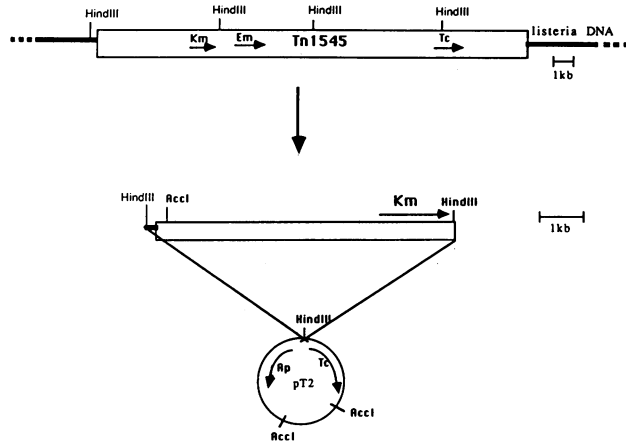 HindIII HindIII HindIII HindIII
listeria DNA
Km Em Tn1545 Tc
1kb
HindIII AccI Km HindIII
1kb
HindIII
Ap Tc
pT2
AccI
AccI